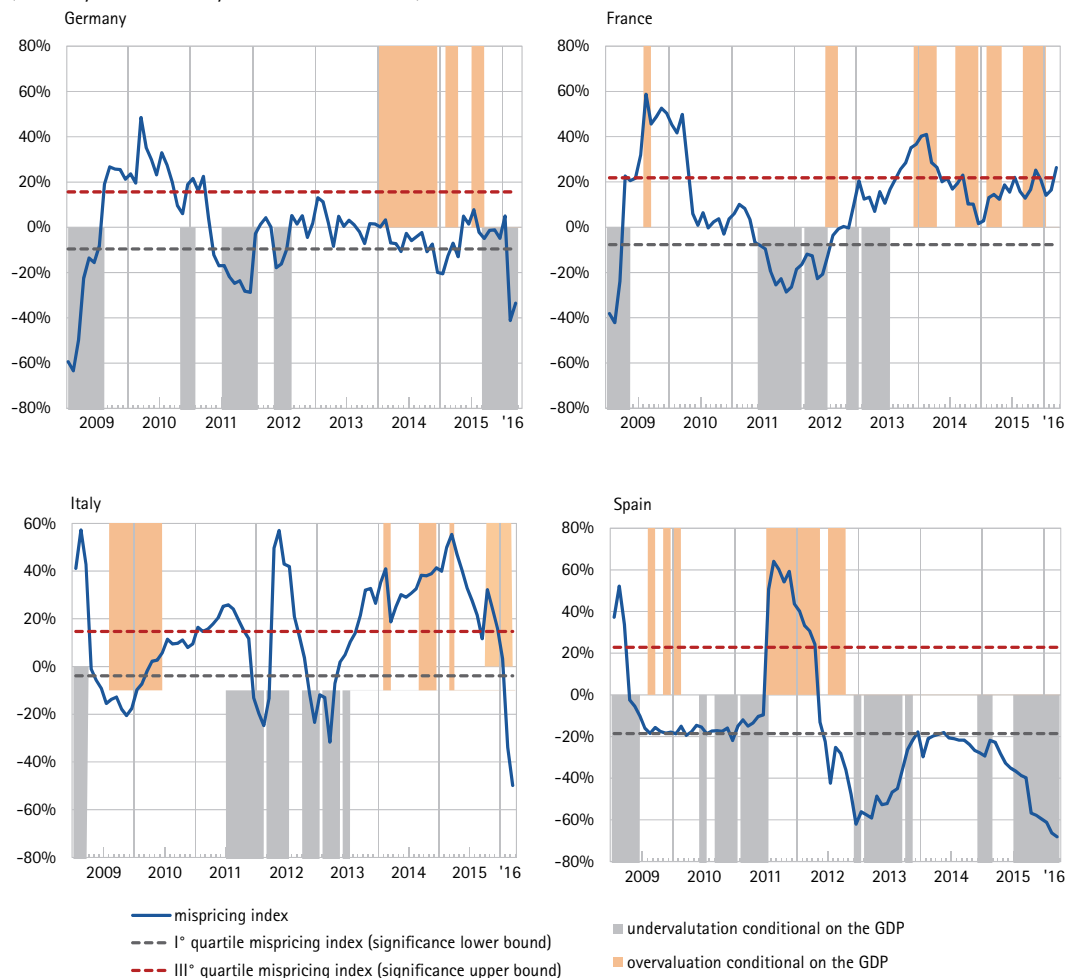 Germany
France
80%
60%
40%
20%
0%
-20%
-40%
-60%
-80%
2009 2010 2011 2012 2013 2014 2015 '16
80%
60%
40%
20%
0%
-20%
-40%
-60%
-80%
2009 2010 2011 2012 2013 2014 2015 '16
Italy
Spain
60%
40%
20%
0%
-20%
-40%
-60%
-80%
2009 2010 2011 2012 2013 2014 2015 '16
80%
60%
40%
20%
0%
-20%
-40%
-60%
-80%
2009 2010 2011 2012 2013 2014 2015 '16
mispricing index
I° quartile mispricing index (significance lower bound)
III° quartile mispricing index (significance upper bound)
undervalutation conditional on the GDP
overvaluation conditional on the GDP